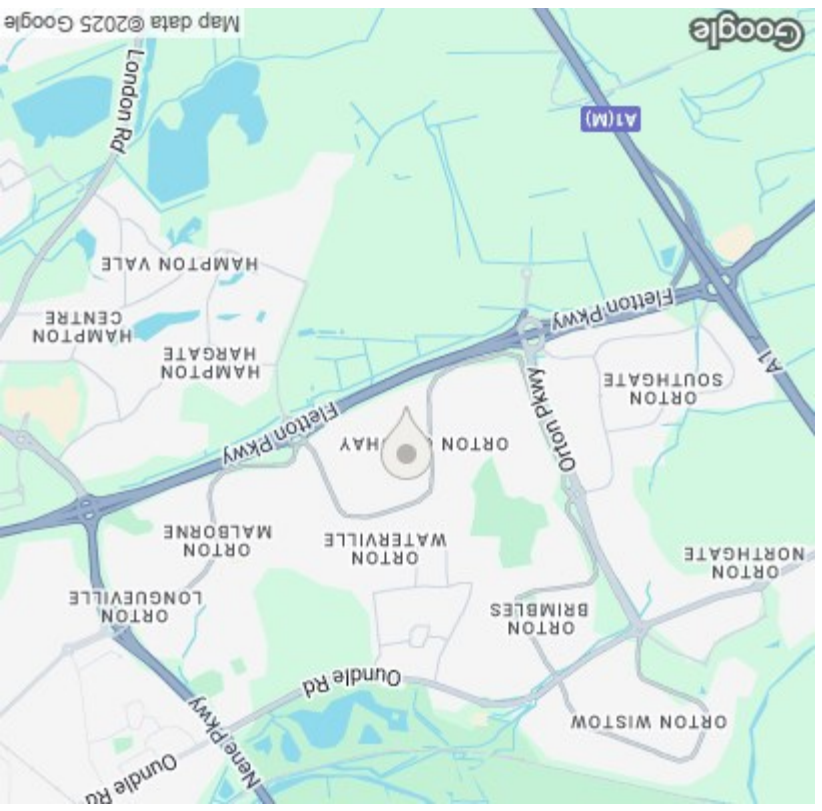 Oundle Rd
Nene Pkwy
ORTON WISTOW
Oundle Rd
ORTON
BRIMBLES
ORTON
LONGUEVILLE
ORTON
NORTHGATE
ORTON
WATERVILLE
ORTON
MALBORNE
ORTON
Orton Pkwy
Fletton Pkwy
ORTON
SOUTHGATE
HAMPTON
HARGATE
A1
HAMPTON
CENTRE
Fletton Pkwy
HAMPTON VALE
A1(M)
London Rd
Google
Map data ©2025 Google